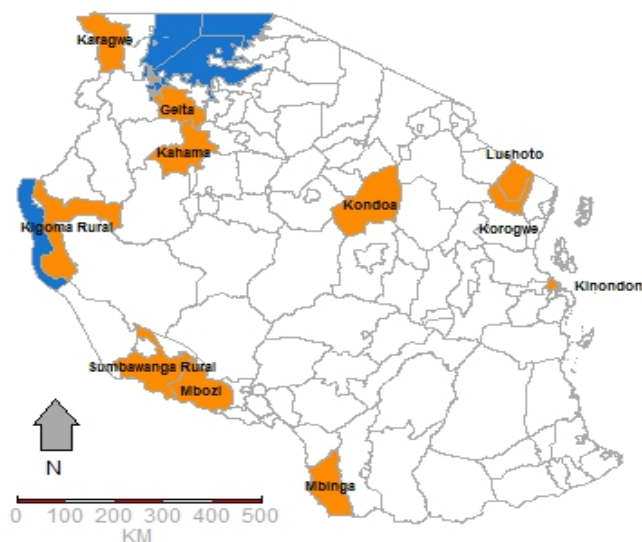 Karagwe
Geita
Kahama
Lushoto
Kondoa
Kigoma Rural
Korogwe
Kinondon
Sumbawanga Rural
Mbozi
N
Mbinga
0 100 200 300 400 500
KM